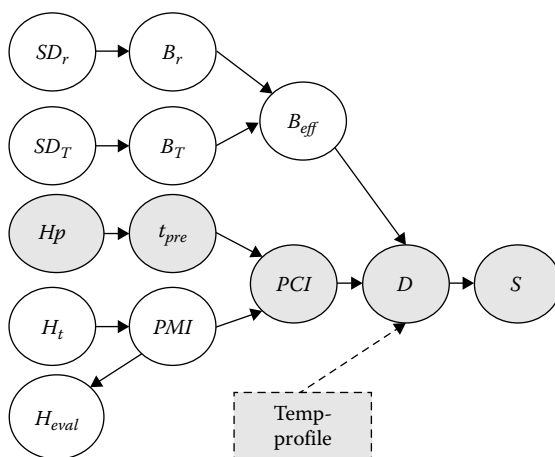 SD_r
B_r
B_eff
SD_T
B_T
Hp
t_pre
PCI
D
S
H_t
PMI
H_eval
Temp-
profile